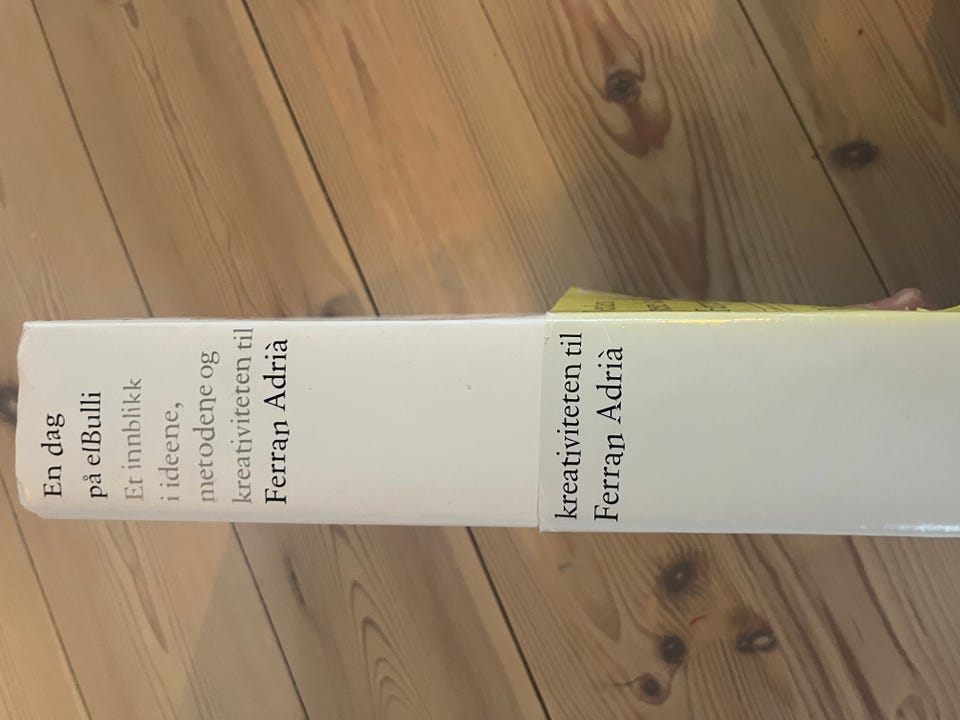 En dag
på elBulli
Et innblikk
i ideene,
metodene og
kreativiteten til
Ferran Adrià
kreativiteten til
Ferran Adrià